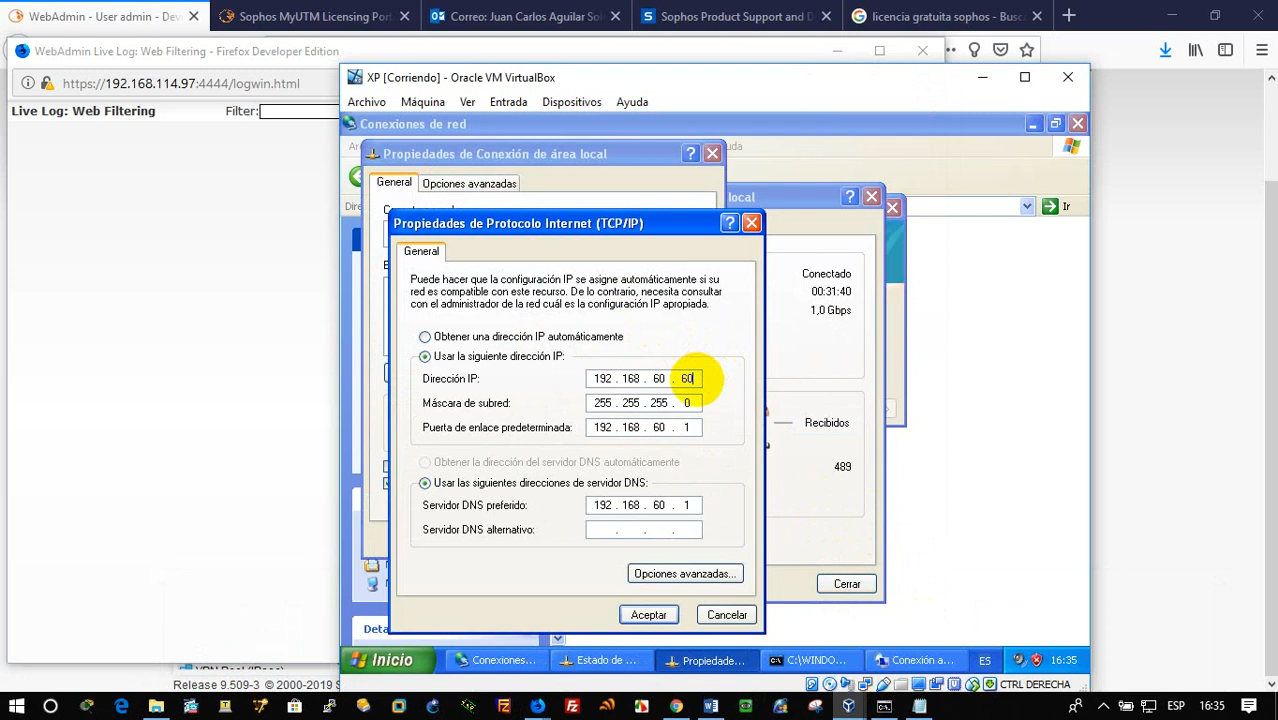 WebAdmin - User admin - Dev
Sophos MyUTM Licensing Por
Correo: Juan Carlos Aguilar So
Sophos Product Support and D
licencia gratuita sophos - Busc
WebAdmin Live Log: Web Filtering - Firefox Developer Edition
https://192.168.114.97:4444/logwin.html
Live Log: Web Filtering
Filter:
XP [Corriendo] - Oracle VM VirtualBox
Archivo Máquina Ver Entrada Dispositivos Ayuda
Conexiones de red
uda
Ir
Propiedades de Conexión de área local
General Opciones avanzadas
local
Propiedades de Protocolo Internet (TCP/IP)
General
Puede hacer que la configuración IP se asigne automáticamente si su
red es compatible con este recurso. De lo contrario, necesita consultar
con el administrador de la red cuál es la configuración IP apropiada.
Obtener una dirección IP automáticamente
Usar la siguiente dirección IP:
Dirección IP: 192 . 168 . 60 . 60
Máscara de subred: 255 . 255 . 255 . 0
Puerta de enlace predeterminada: 192 . 168 . 60 . 1
Obtener la dirección del servidor DNS automáticamente
Usar las siguientes direcciones de servidor DNS:
Servidor DNS preferido: 192 . 168 . 60 . 1
Servidor DNS alternativo: . . .
Opciones avanzadas...
Aceptar Cancelar
Conectado
00:31:40
1.0 Gbps
Recibidos
489
Cerrar
Deta
Inicio
Conexiones...
Estado de ...
Propiedade...
C:\WINDO...
Conexión a...
ES
16:35
CTRL DERECHA
Release 9.509-3 © 2000-2019 S
ESP
16:35